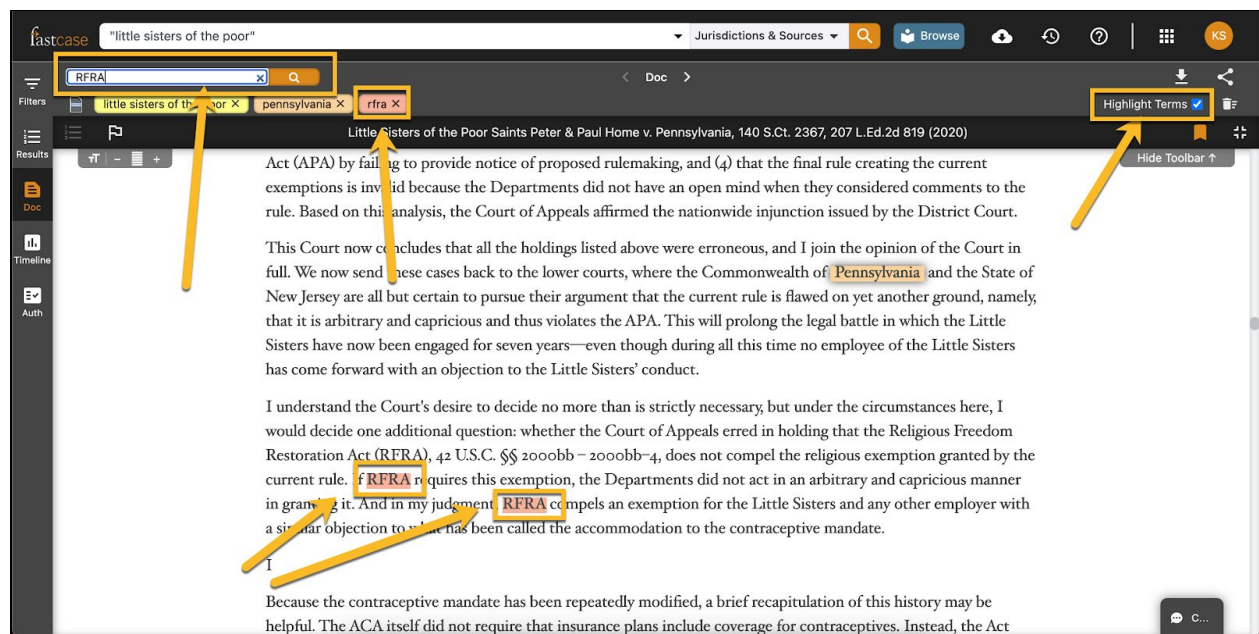 fastcase "little sisters of the poor" Jurisdictions & Sources Browse KS
RFRA x Doc
Filters little sisters of the poor × pennsylvania × rfra × Highlight Terms
Little Sisters of the Poor Saints Peter & Paul Home v. Pennsylvania, 140 S.Ct. 2367, 207 L.Ed.2d 819 (2020)
Results
тT - + Hide Toolbar ↑
Doc
Timeline
Auth
Act (APA) by failing to provide notice of proposed rulemaking, and (4) that the final rule creating the current
exemptions is invalid because the Departments did not have an open mind when they considered comments to the
rule. Based on this analysis, the Court of Appeals affirmed the nationwide injunction issued by the District Court.
This Court now concludes that all the holdings listed above were erroneous, and I join the opinion of the Court in
full. We now send these cases back to the lower courts, where the Commonwealth of Pennsylvania and the State of
New Jersey are all but certain to pursue their argument that the current rule is flawed on yet another ground, namely,
that it is arbitrary and capricious and thus violates the APA. This will prolong the legal battle in which the Little
Sisters have now been engaged for seven years—even though during all this time no employee of the Little Sisters
has come forward with an objection to the Little Sisters' conduct.
I understand the Court's desire to decide no more than is strictly necessary, but under the circumstances here, I
would decide one additional question: whether the Court of Appeals erred in holding that the Religious Freedom
Restoration Act (RFRA), 42 U.S.C. §§ 2000bb – 2000bb–4, does not compel the religious exemption granted by the
current rule. If RFRA requires this exemption, the Departments did not act in an arbitrary and capricious manner
in granting it. And in my judgment, RFRA compels an exemption for the Little Sisters and any other employer with
a similar objection to what has been called the accommodation to the contraceptive mandate.
I
Because the contraceptive mandate has been repeatedly modified, a brief recapitulation of this history may be
helpful. The ACA itself did not require that insurance plans include coverage for contraceptives. Instead, the Act
C...